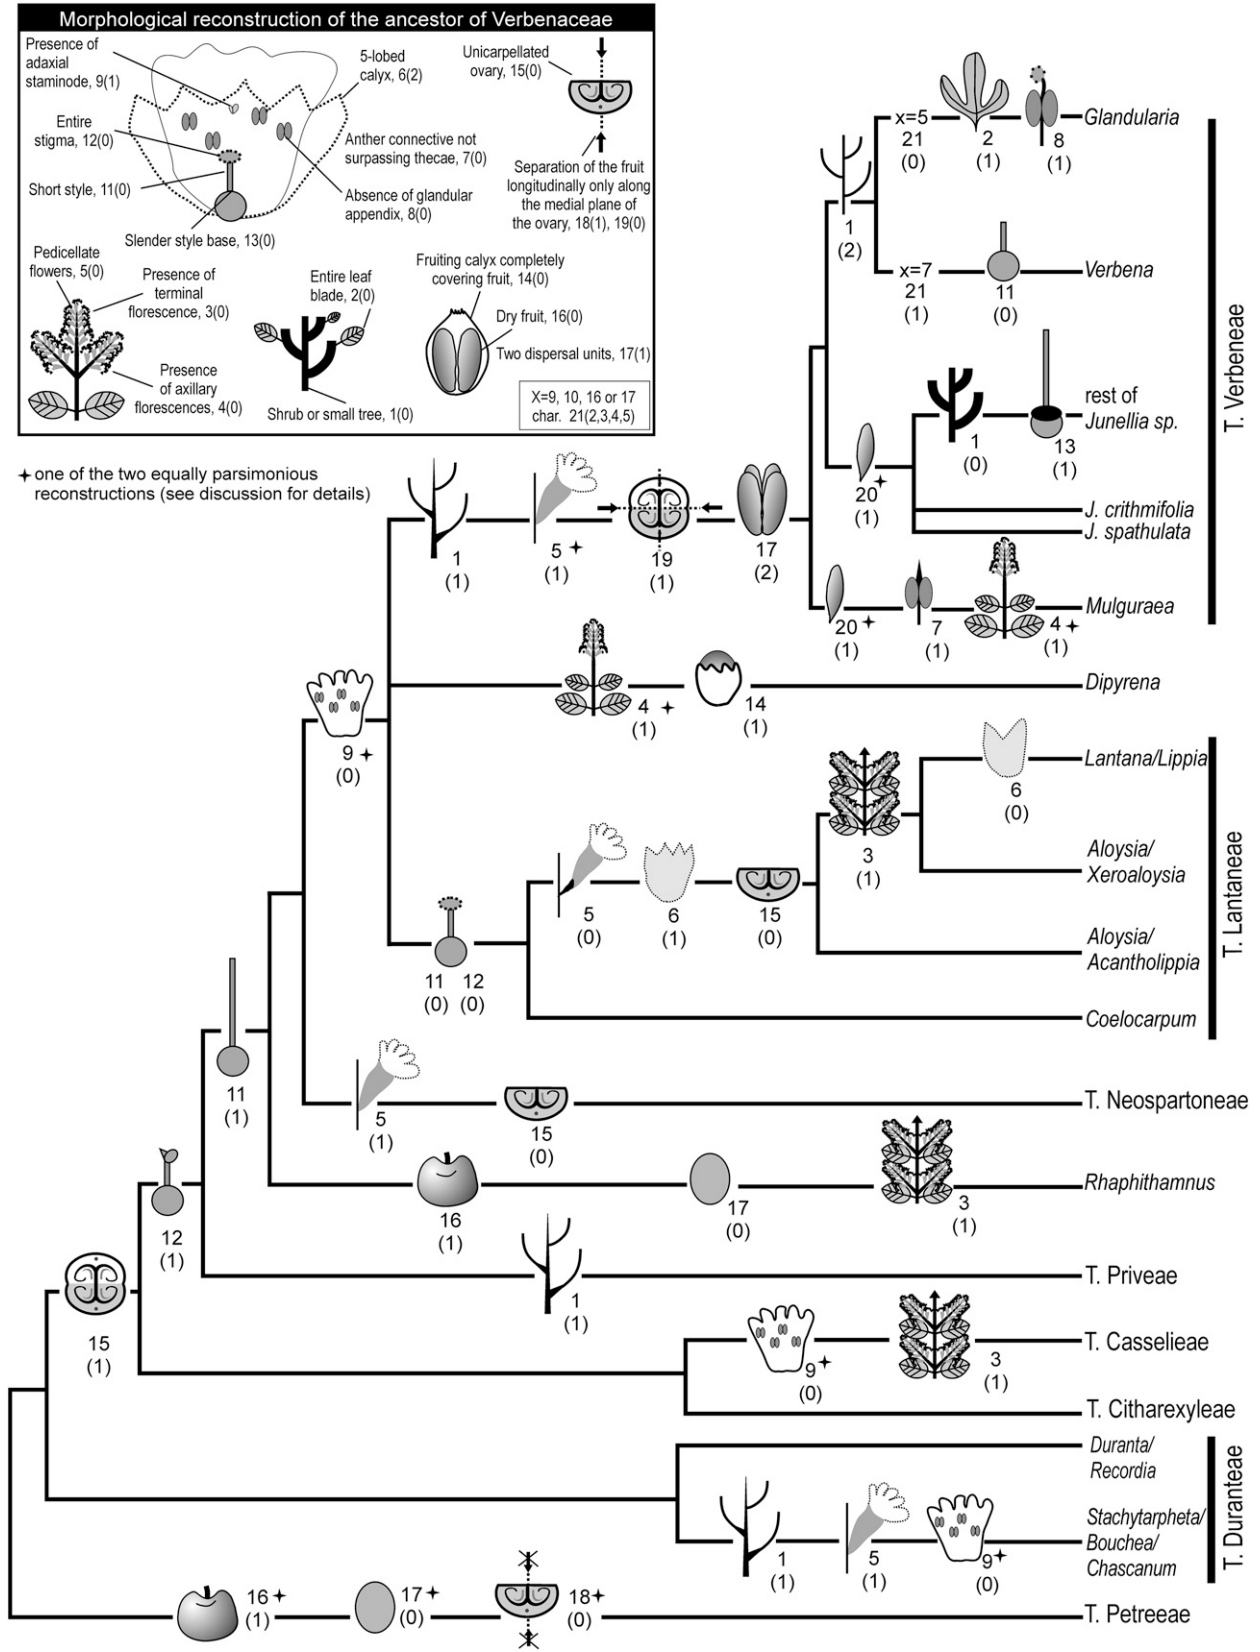 Morphological reconstruction of the ancestor of Verbenaceae
Presence of
adaxial
staminode, 9(1)
5-lobed
calyx, 6(2)
Unicarpellated
ovary, 15(0)
Entire
stigma, 12(0)
Anther connective not
surpassing thecae, 7(0)
Short style, 11(0)
Absence of glandular
appendix, 8(0)
Slender style base, 13(0)
Separation of the fruit
longitudinally only along
the medial plane of
the ovary, 18(1), 19(0)
Pedicellate
flowers, 5(0)
Presence of
terminal
florescence, 3(0)
Presence
of axillary
florescences, 4(0)
Entire leaf
blade, 2(0)
Shrub or small tree, 1(0)
Fruiting calyx completely
covering fruit, 14(0)
Dry fruit, 16(0)
Two dispersal units, 17(1)
X=9, 10, 16 or 17
char. 21(2,3,4,5)
✦ one of the two equally parsimonious
reconstructions (see discussion for details)
x=5
21
(0)
2
(1)
8
(1)
Glandularia
1
(2)
x=7
21
(1)
11
(0)
Verbena
1
(0)
13
(1)
rest of
Junellia sp.
20 ✦
(1)
J. crithmifolia
J. spathulata
1
(1)
5 ✦
(1)
19
(1)
17
(2)
20 ✦
(1)
7
(1)
4 ✦
(1)
Mulguraea
T. Verbeneae
9 ✦
(0)
4 ✦
(1)
14
(1)
Dipyrena
3
(1)
6
(0)
Lantana/Lippia
Aloysia/
Xeroaloysia
5
(0)
6
(1)
15
(0)
Aloysia/
Acantholippia
11 12
(0) (0)
Coelocarpum
T. Lantaneae
11
(1)
5
(1)
15
(0)
T. Neospartoneae
16
(1)
17
(0)
3
(1)
Rhaphithamnus
12
(1)
1
(1)
T. Priveae
15
(1)
9 ✦
(0)
3
(1)
T. Casselieae
T. Citharexyleae
Duranta/
Recordia
1
(1)
5
(1)
9 ✦
(0)
Stachytarpheta/
Bouchea/
Chascanum
T. Duranteae
16 ✦
(1)
17 ✦
(0)
18 ✦
(0)
T. Petreeae